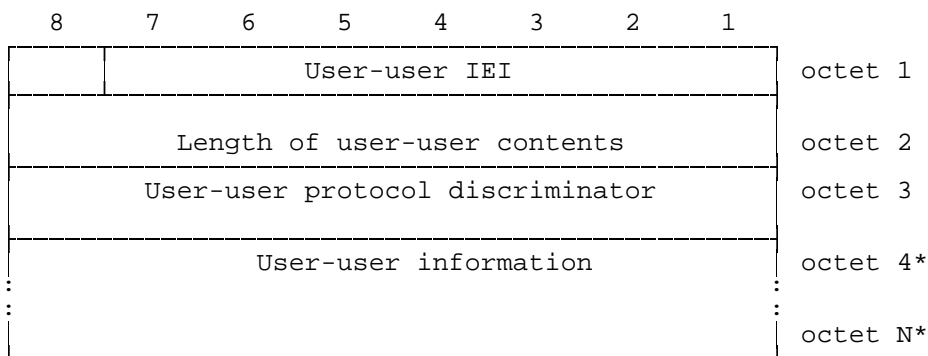 8 7 6 5 4 3 2 1
User-user IEI octet 1
Length of user-user contents octet 2
User-user protocol discriminator octet 3
User-user information octet 4*
: :
: :
octet N*